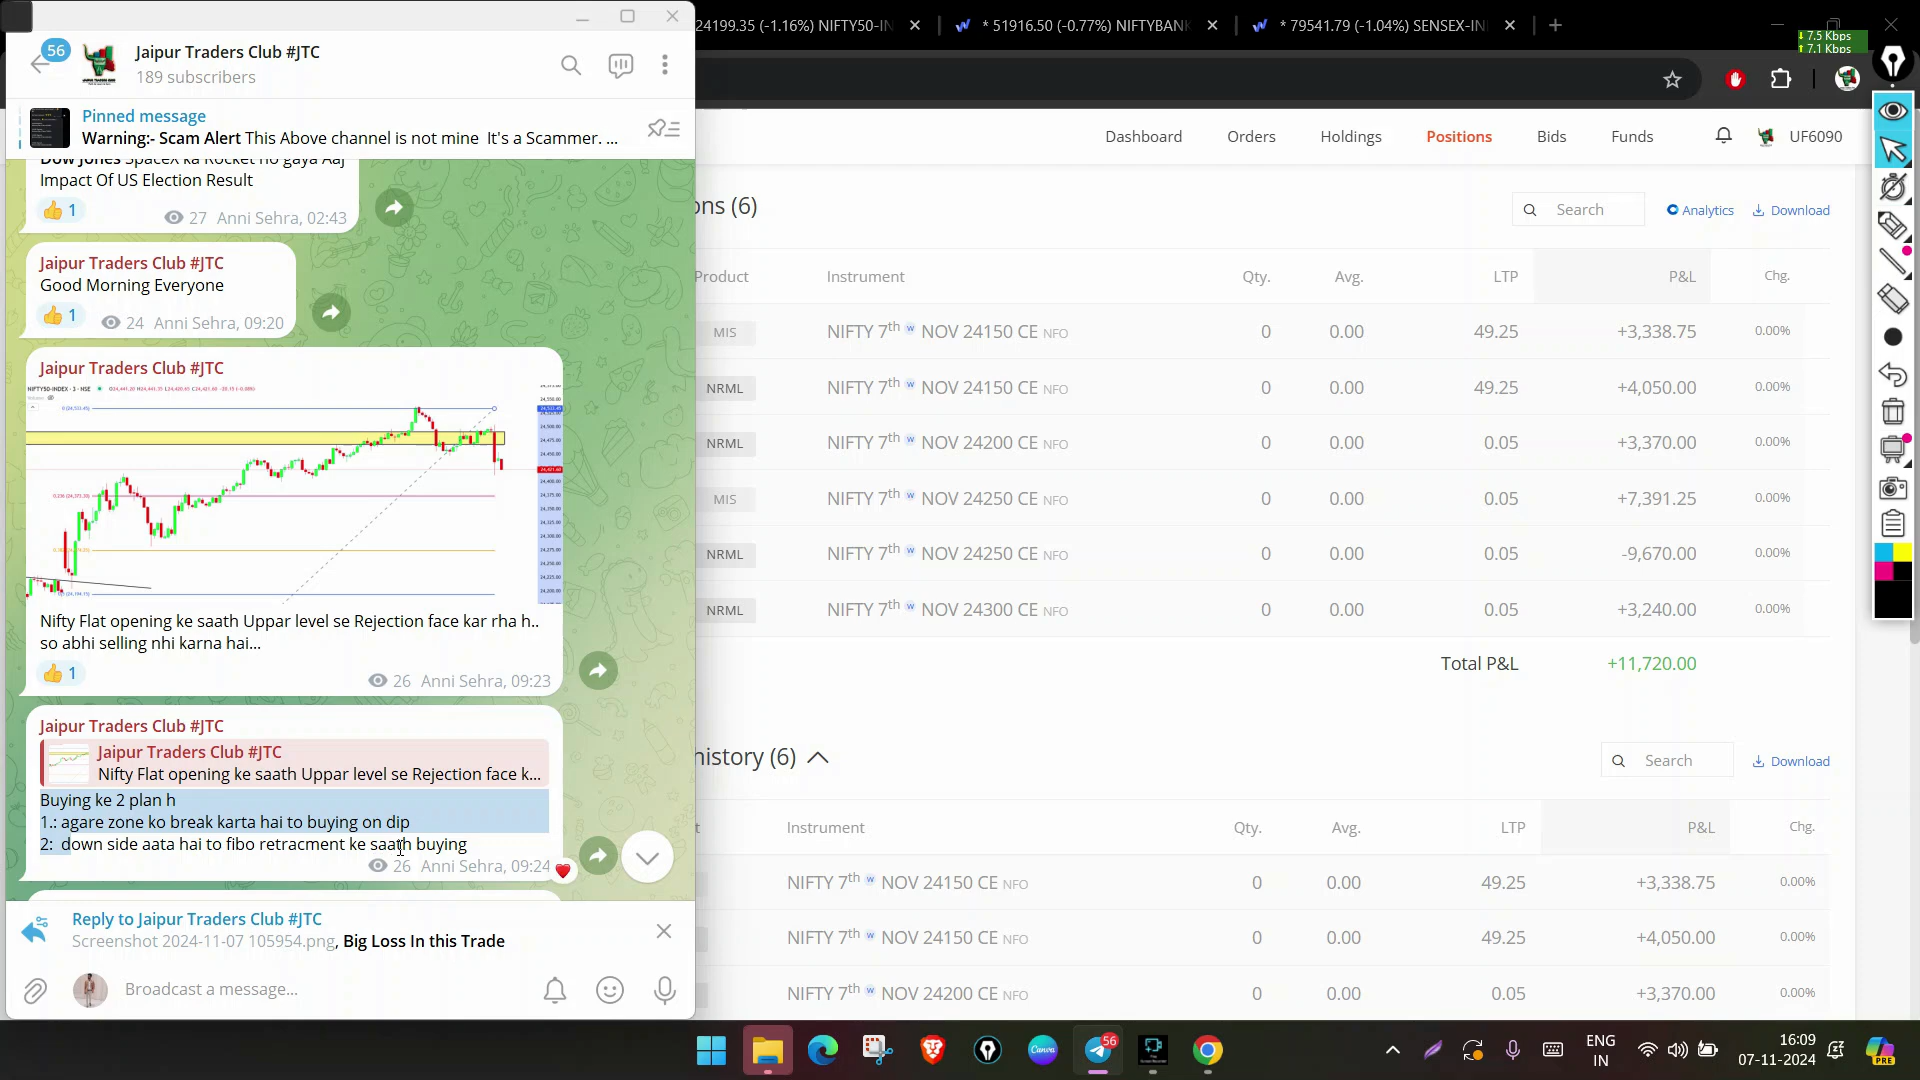 56
Jaipur Traders Club #JTC
189 subscribers
Pinned message
Warning:- Scam Alert This Above channel is not mine It's a Scammer. ...
Dow Jones SpaceX ka Rocket ho gaya Aaj
Impact Of US Election Result
1
27 Anni Sehra, 02:43
Jaipur Traders Club #JTC
Good Morning Everyone
1
24 Anni Sehra, 09:20
Jaipur Traders Club #JTC
Nifty Flat opening ke saath Uppar level se Rejection face kar rha h..
so abhi selling nhi karna hai...
1
26 Anni Sehra, 09:23
Jaipur Traders Club #JTC
Jaipur Traders Club #JTC
Nifty Flat opening ke saath Uppar level se Rejection face k...
Buying ke 2 plan h
1.: agare zone ko break karta hai to buying on dip
2: down side aata hai to fibo retracment ke saath buying
26 Anni Sehra, 09:24
Reply to Jaipur Traders Club #JTC
Screenshot 2024-11-07 105954.png, Big Loss In this Trade
Broadcast a message...
24199.35 (-1.16%) NIFTY50-IN
* 51916.50 (-0.77%) NIFTYBANK
* 79541.79 (-1.04%) SENSEX-IN
7.5 Kbps
7.1 Kbps
Dashboard Orders Holdings Positions Bids Funds UF6090
ons (6)
Search Analytics Download
Product Instrument Qty. Avg. LTP P&L Chg.
MIS NIFTY 7th w NOV 24150 CE NFO 0 0.00 49.25 +3,338.75 0.00%
NRML NIFTY 7th w NOV 24150 CE NFO 0 0.00 49.25 +4,050.00 0.00%
NRML NIFTY 7th w NOV 24200 CE NFO 0 0.00 0.05 +3,370.00 0.00%
MIS NIFTY 7th w NOV 24250 CE NFO 0 0.00 0.05 +7,391.25 0.00%
NRML NIFTY 7th w NOV 24250 CE NFO 0 0.00 0.05 -9,670.00 0.00%
NRML NIFTY 7th w NOV 24300 CE NFO 0 0.00 0.05 +3,240.00 0.00%
Total P&L +11,720.00
history (6)
Search Download
t Instrument Qty. Avg. LTP P&L Chg.
NIFTY 7th w NOV 24150 CE NFO 0 0.00 49.25 +3,338.75 0.00%
NIFTY 7th w NOV 24150 CE NFO 0 0.00 49.25 +4,050.00 0.00%
NIFTY 7th w NOV 24200 CE NFO 0 0.00 0.05 +3,370.00 0.00%
Canva
56
ENG
IN
16:09
07-11-2024
PRE